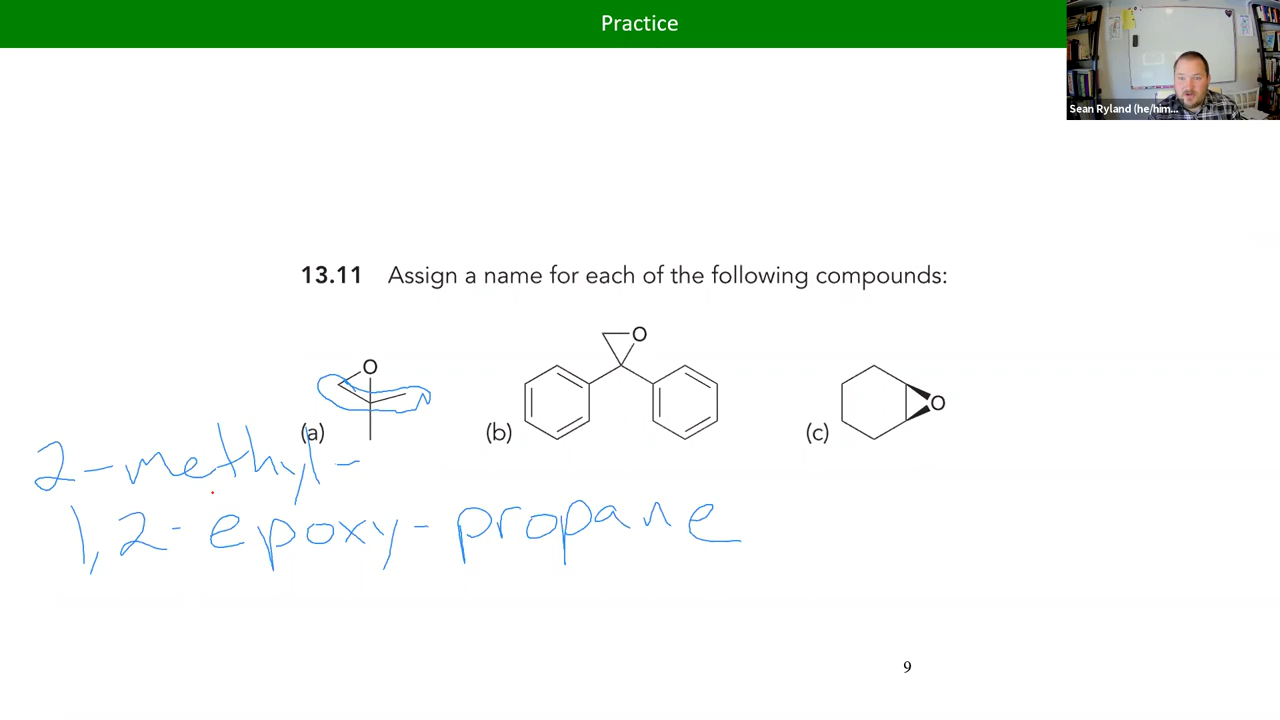 Practice
Sean Ryland (he/him...
13.11 Assign a name for each of the following compounds:
O
O
O
(a)
(b)
(c)
2-methyl-
1,2-epoxy-propane
9